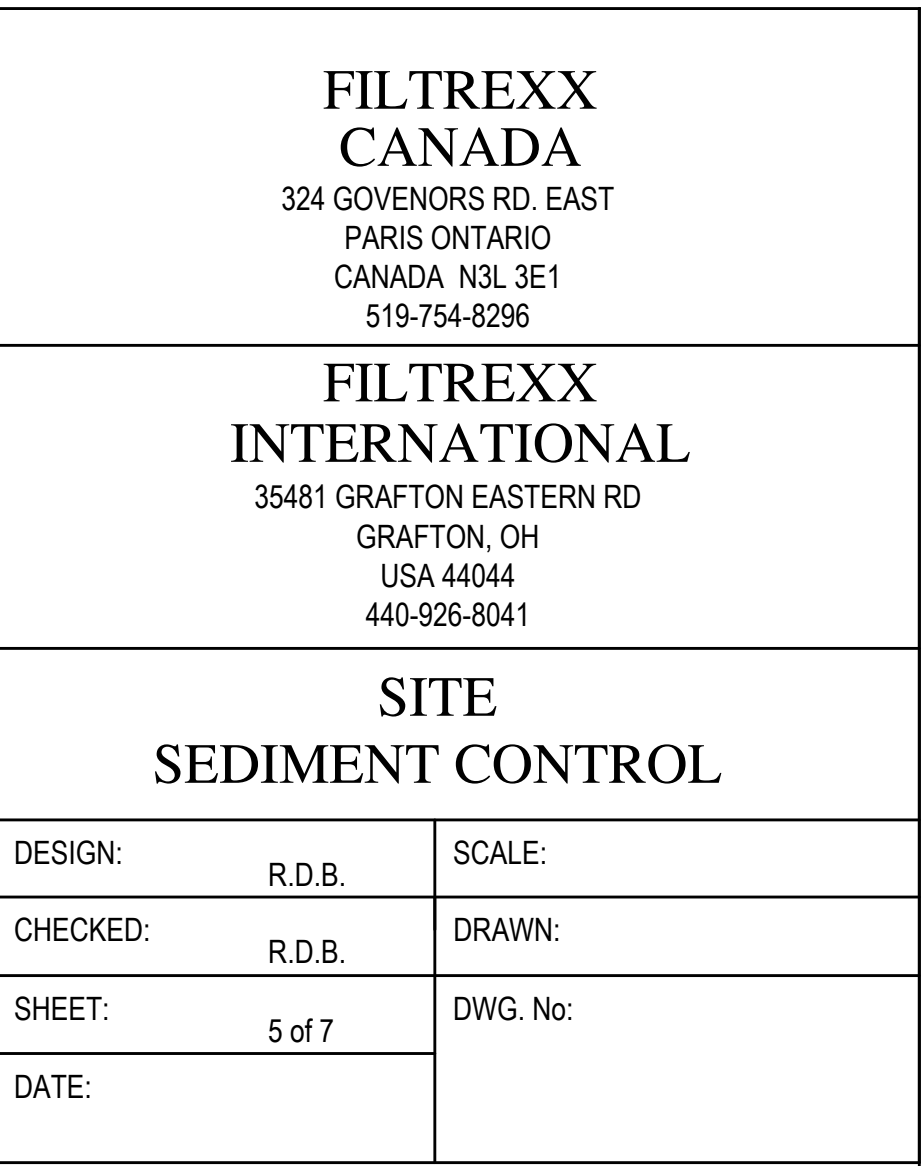 FILTREXX
CANADA
324 GOVENORS RD. EAST
PARIS ONTARIO
CANADA N3L 3E1
519-754-8296
FILTREXX
INTERNATIONAL
35481 GRAFTON EASTERN RD
GRAFTON, OH
USA 44044
440-926-8041
SITE
SEDIMENT CONTROL
DESIGN: R.D.B.
SCALE:
CHECKED: R.D.B.
DRAWN:
SHEET: 5 of 7
DWG. No:
DATE: